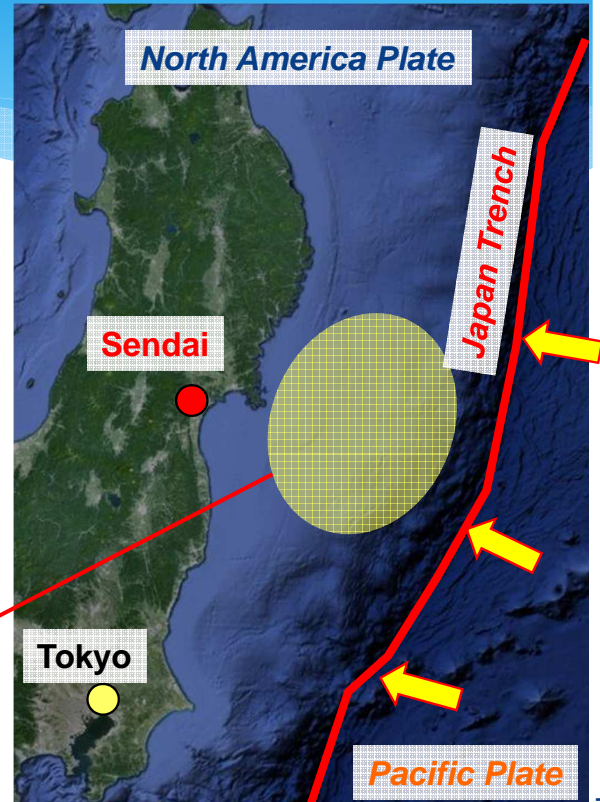 North America Plate
Japan Trench
Sendai
Tokyo
Pacific Plate